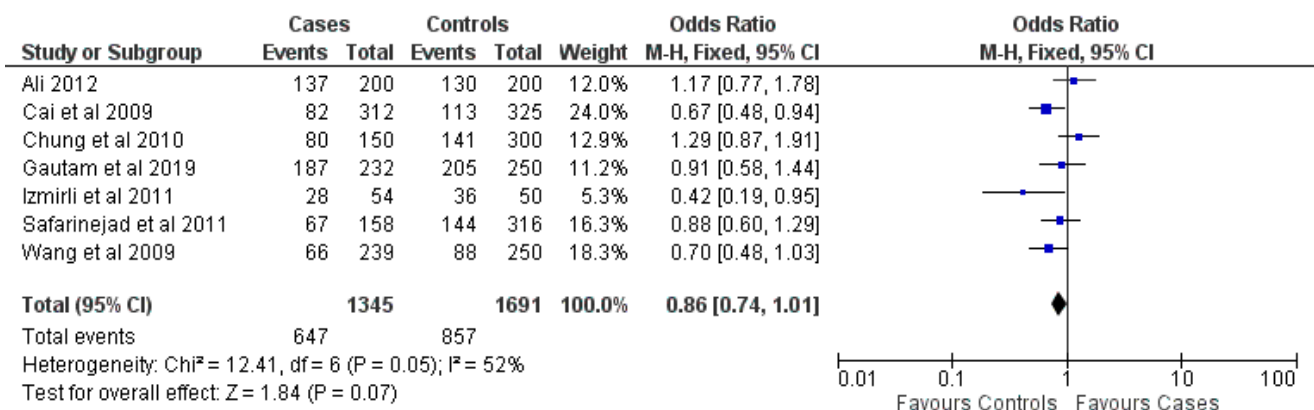 Cases Controls Odds Ratio Odds Ratio
Study or Subgroup Events Total Events Total Weight M-H, Fixed, 95% CI M-H, Fixed, 95% CI
Ali 2012 137 200 130 200 12.0% 1.17 [0.77, 1.78]
Cai et al 2009 82 312 113 325 24.0% 0.67 [0.48, 0.94]
Chung et al 2010 80 150 141 300 12.9% 1.29 [0.87, 1.91]
Gautam et al 2019 187 232 205 250 11.2% 0.91 [0.58, 1.44]
Izmirli et al 2011 28 54 36 50 5.3% 0.42 [0.19, 0.95]
Safarinejad et al 2011 67 158 144 316 16.3% 0.88 [0.60, 1.29]
Wang et al 2009 66 239 88 250 18.3% 0.70 [0.48, 1.03]
Total (95% CI) 1345 1691 100.0% 0.86 [0.74, 1.01]
Total events 647 857
Heterogeneity: Chi² = 12.41, df = 6 (P = 0.05); I² = 52%
Test for overall effect: Z = 1.84 (P = 0.07)
0.01 0.1 1 10 100
Favours Controls Favours Cases